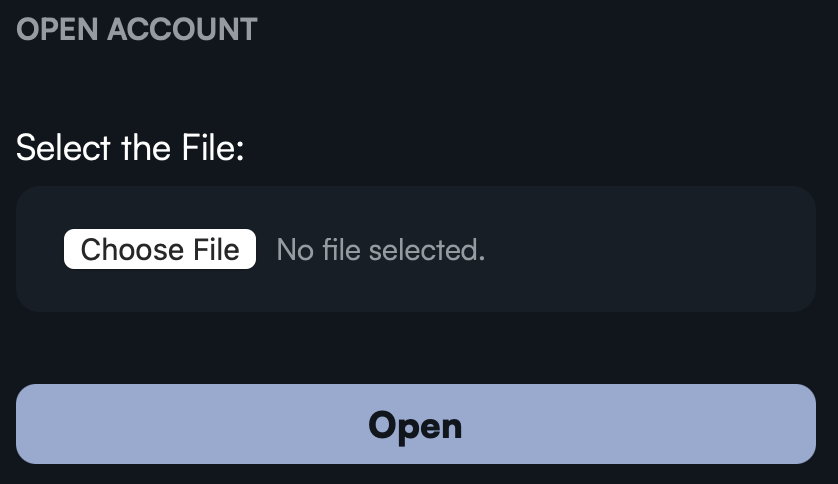 OPEN ACCOUNT
Select the File:
Choose File No file selected.
Open